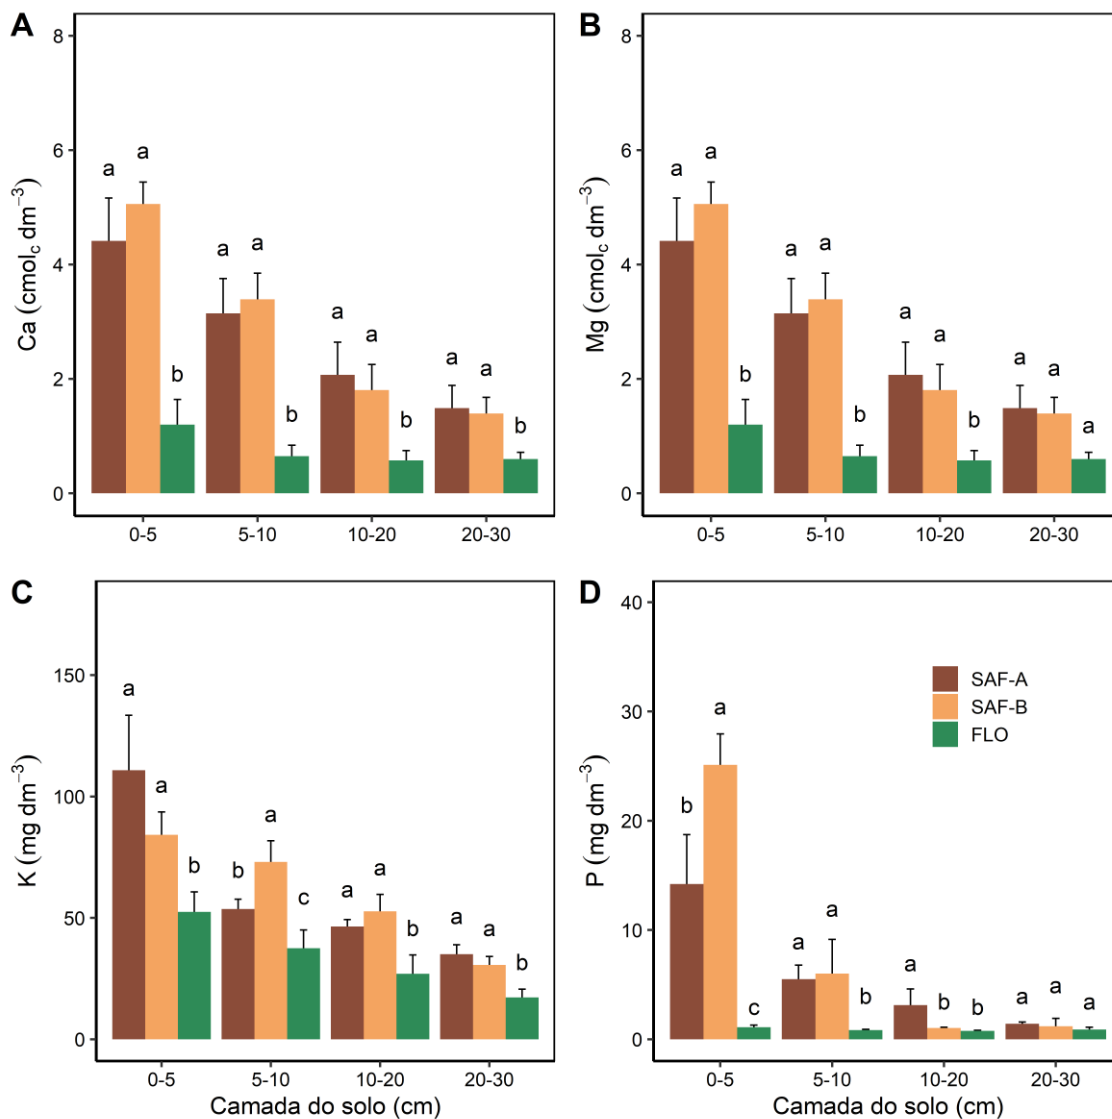 A
8
6
4
2
0
Ca (cmol_c dm⁻³)
a a b
a a b
a a b
a a b
0-5 5-10 10-20 20-30
B
8
6
4
2
0
Mg (cmol_c dm⁻³)
a a b
a a b
a a b
a a a
0-5 5-10 10-20 20-30
C
150
100
50
0
K (mg dm⁻³)
a a b
b a c
a a b
a a b
0-5 5-10 10-20 20-30
Camada do solo (cm)
D
40
30
20
10
0
P (mg dm⁻³)
SAF-A
SAF-B
FLO
b a c
a a b
a b b
a a a
0-5 5-10 10-20 20-30
Camada do solo (cm)